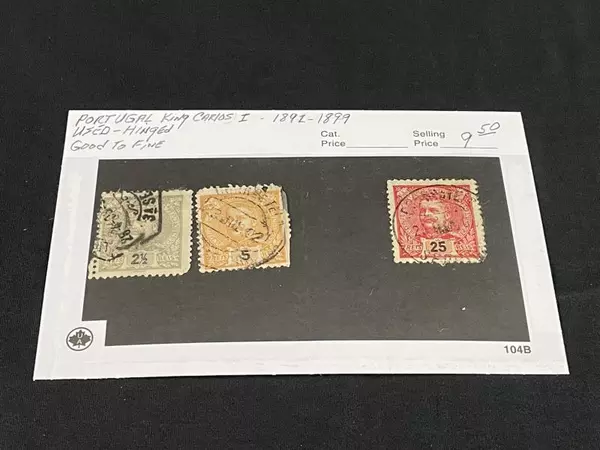 PORTUGAL KING CARLOS I - 1891-1899
USED - HINGED
GOOD TO FINE
Cat. Price
Selling Price 9 50
2½
5
25
104B